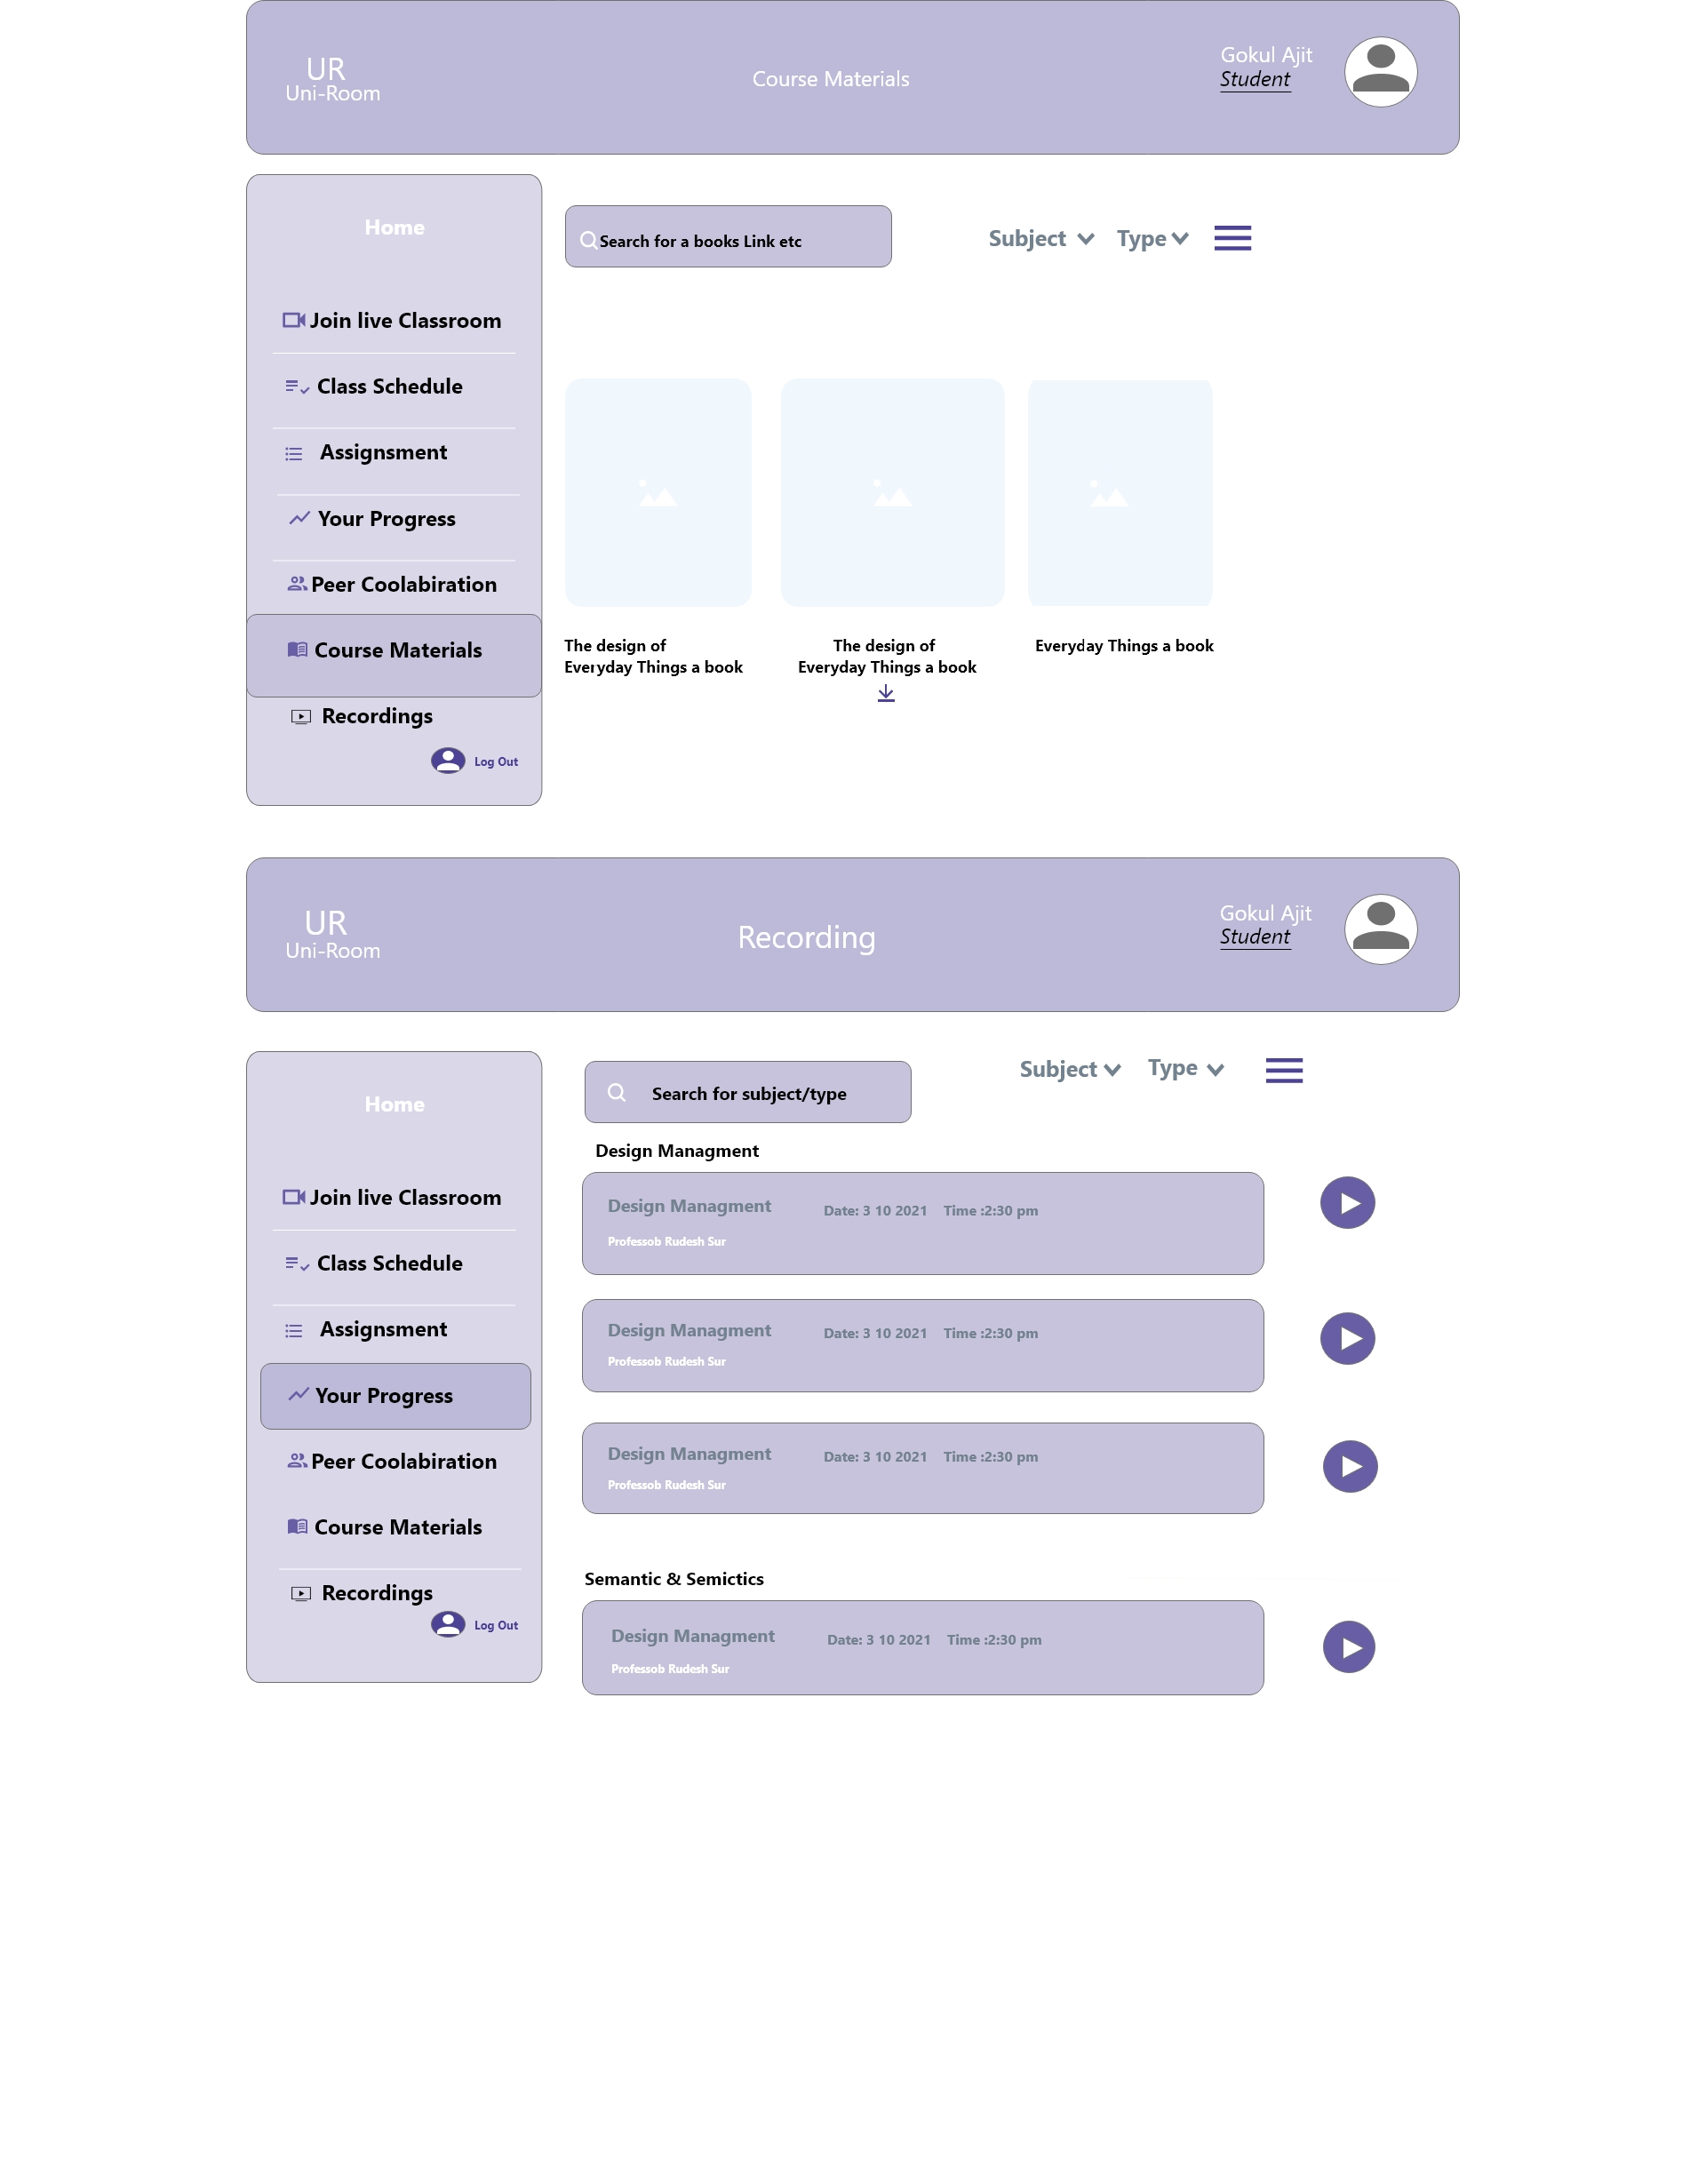 UR
Uni-Room
Course Materials
Gokul Ajit
Student
Home
Join live Classroom
Class Schedule
Assignsment
Your Progress
Peer Coolabiration
Course Materials
Recordings
Log Out
Search for a books Link etc
Subject
Type
The design of
Everyday Things a book
The design of
Everyday Things a book
Everyday Things a book
UR
Uni-Room
Recording
Gokul Ajit
Student
Home
Join live Classroom
Class Schedule
Assignsment
Your Progress
Peer Coolabiration
Course Materials
Recordings
Log Out
Search for subject/type
Subject
Type
Design Managment
Design Managment Date: 3 10 2021 Time :2:30 pm
Professob Rudesh Sur
Design Managment Date: 3 10 2021 Time :2:30 pm
Professob Rudesh Sur
Design Managment Date: 3 10 2021 Time :2:30 pm
Professob Rudesh Sur
Semantic & Semictics
Design Managment Date: 3 10 2021 Time :2:30 pm
Professob Rudesh Sur